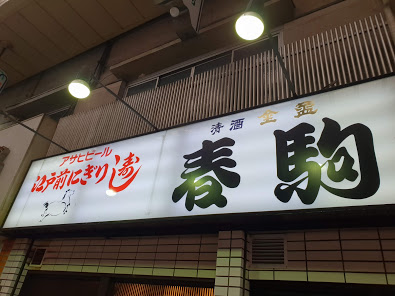 アサヒビール
江戸前にぎり寿し
清酒 金盃
春駒